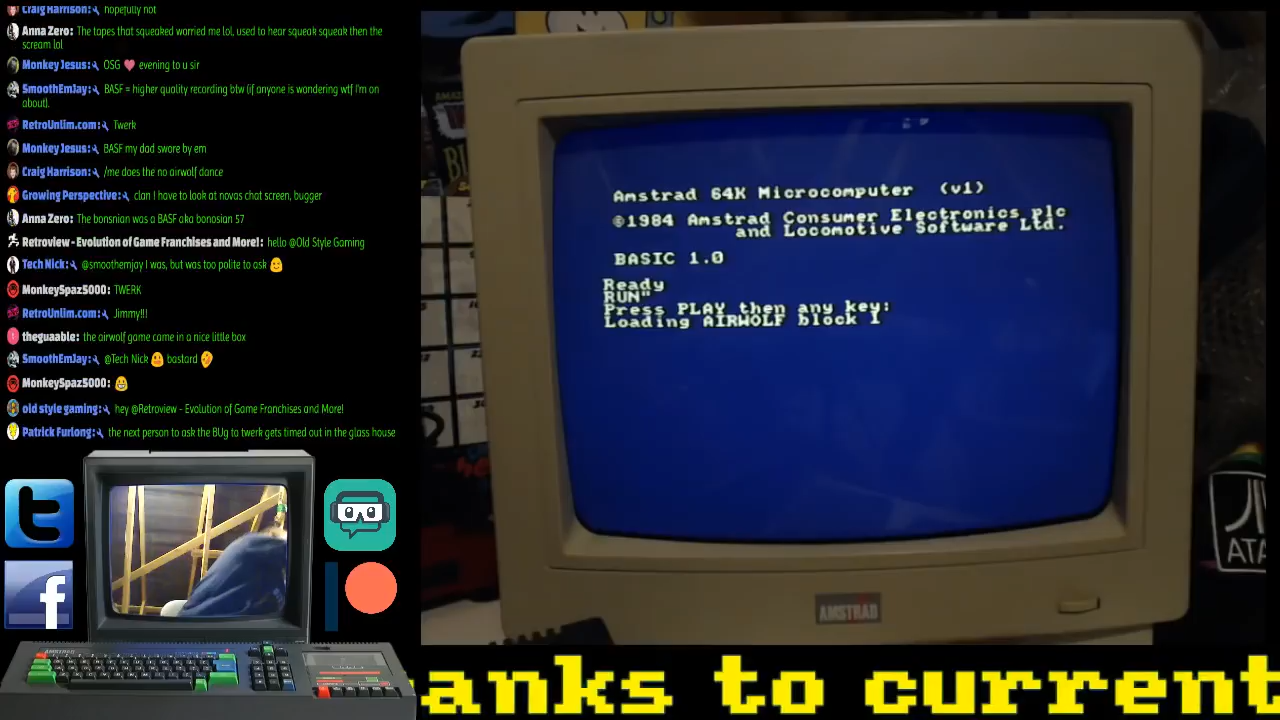 Craig Harrison: hopefully not
Anna Zero: The tapes that squeaked worried me lol, used to hear squeak squeak then the
scream lol
Monkey Jesus: OSG evening to u sir
SmoothEmJay: BASF = higher quality recording btw (if anyone is wondering wtf I'm on
about).
RetroUnlim.com: Twerk
Monkey Jesus: BASF my dad swore by em
Craig Harrison: /me does the no airwolf dance
Growing Perspective: clan I have to look at novas chat screen, bugger
Anna Zero: The bonsnian was a BASF aka bonosian 57
Retroview - Evolution of Game Franchises and More!: hello @Old Style Gaming
Tech Nick: @smoothemjay I was, but was too polite to ask
MonkeySpaz5000: TWERK
RetroUnlim.com: Jimmy!!!
theguaable: the airwolf game came in a nice little box
SmoothEmJay: @Tech Nick bastard
MonkeySpaz5000:
old style gaming: hey @Retroview - Evolution of Game Franchises and More!
Patrick Furlong: the next person to ask the BUg to twerk gets timed out in the glass house
Amstrad 64K Microcomputer (v1)
©1984 Amstrad Consumer Electronics plc
and Locomotive Software Ltd.
BASIC 1.0
Ready
RUN"
Press PLAY then any key:
Loading AIRWOLF block 1
AMSTRAD
ATA
AMSTRAD
anks to current